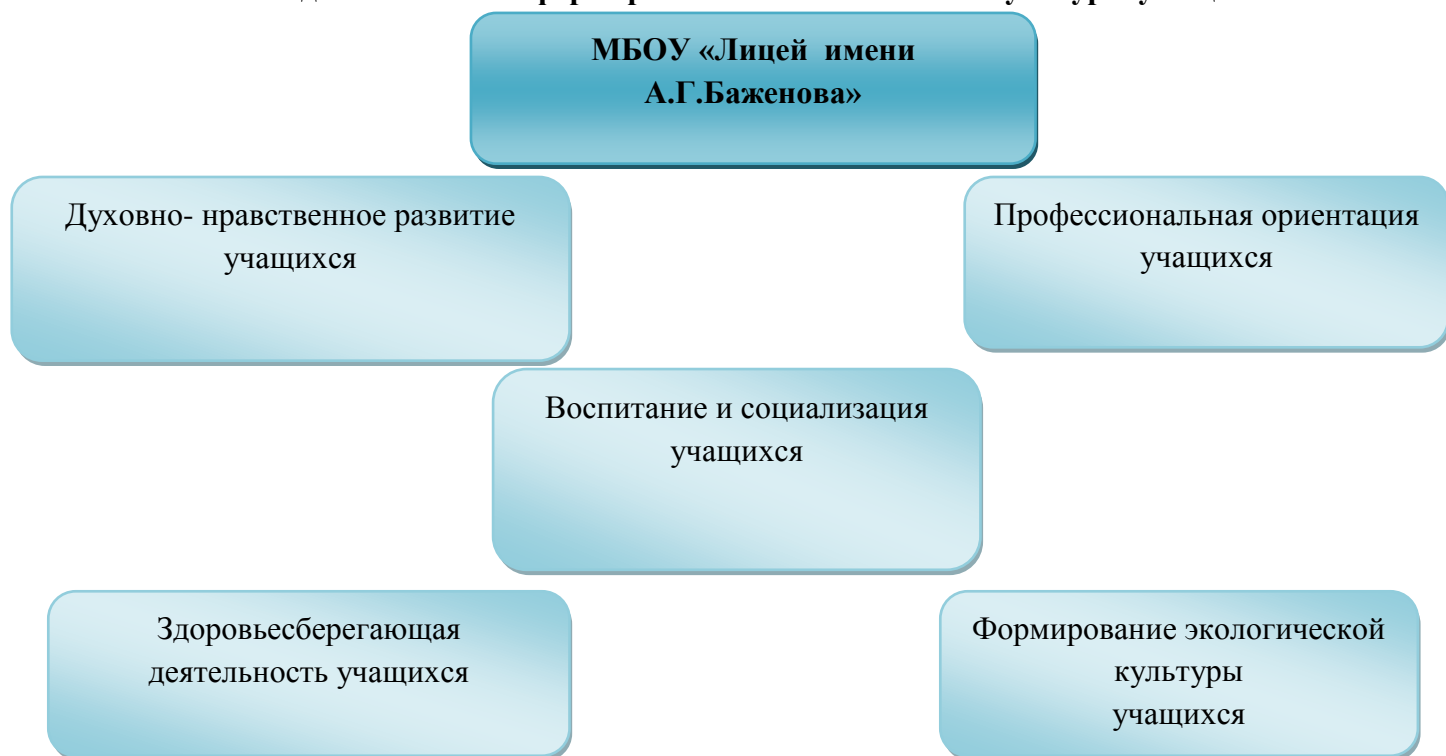 МБОУ «Лицей имени
А.Г.Баженова»
Духовно- нравственное развитие
учащихся
Профессиональная ориентация
учащихся
Воспитание и социализация
учащихся
Здоровьесберегающая
деятельность учащихся
Формирование экологической
культуры
учащихся